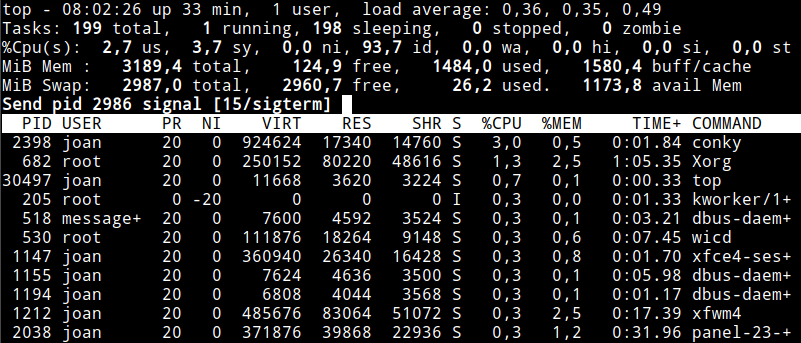 top - 08:02:26 up 33 min,  1 user,  load average: 0,36, 0,35, 0,49
Tasks: 199 total,   1 running, 198 sleeping,   0 stopped,   0 zombie
%Cpu(s):  2,7 us,  3,7 sy,  0,0 ni, 93,7 id,  0,0 wa,  0,0 hi,  0,0 si,  0,0 st
MiB Mem :   3189,4 total,    124,9 free,   1484,0 used,   1580,4 buff/cache
MiB Swap:   2987,0 total,   2960,7 free,     26,2 used.   1173,8 avail Mem
Send pid 2986 signal [15/sigterm]
  PID USER      PR  NI    VIRT    RES    SHR S  %CPU  %MEM     TIME+ COMMAND
 2398 joan      20   0  924624  17340  14760 S   3,0   0,5   0:01.84 conky
  682 root      20   0  250152  80220  48616 S   1,3   2,5   1:05.35 Xorg
30497 joan      20   0   11668   3620   3224 S   0,7   0,1   0:00.33 top
  205 root       0 -20       0      0      0 I   0,3   0,0   0:01.33 kworker/1+
  518 message+  20   0    7600   4592   3524 S   0,3   0,1   0:03.21 dbus-daem+
  530 root      20   0  111876  18264   9148 S   0,3   0,6   0:07.45 wicd
 1147 joan      20   0  360940  26340  16428 S   0,3   0,8   0:01.70 xfce4-ses+
 1155 joan      20   0    7624   4636   3500 S   0,3   0,1   0:05.98 dbus-daem+
 1194 joan      20   0    6808   4044   3568 S   0,3   0,1   0:01.17 dbus-daem+
 1212 joan      20   0  485676  83064  51072 S   0,3   2,5   0:17.39 xfwm4
 2038 joan      20   0  371876  39868  22936 S   0,3   1,2   0:31.96 panel-23-+